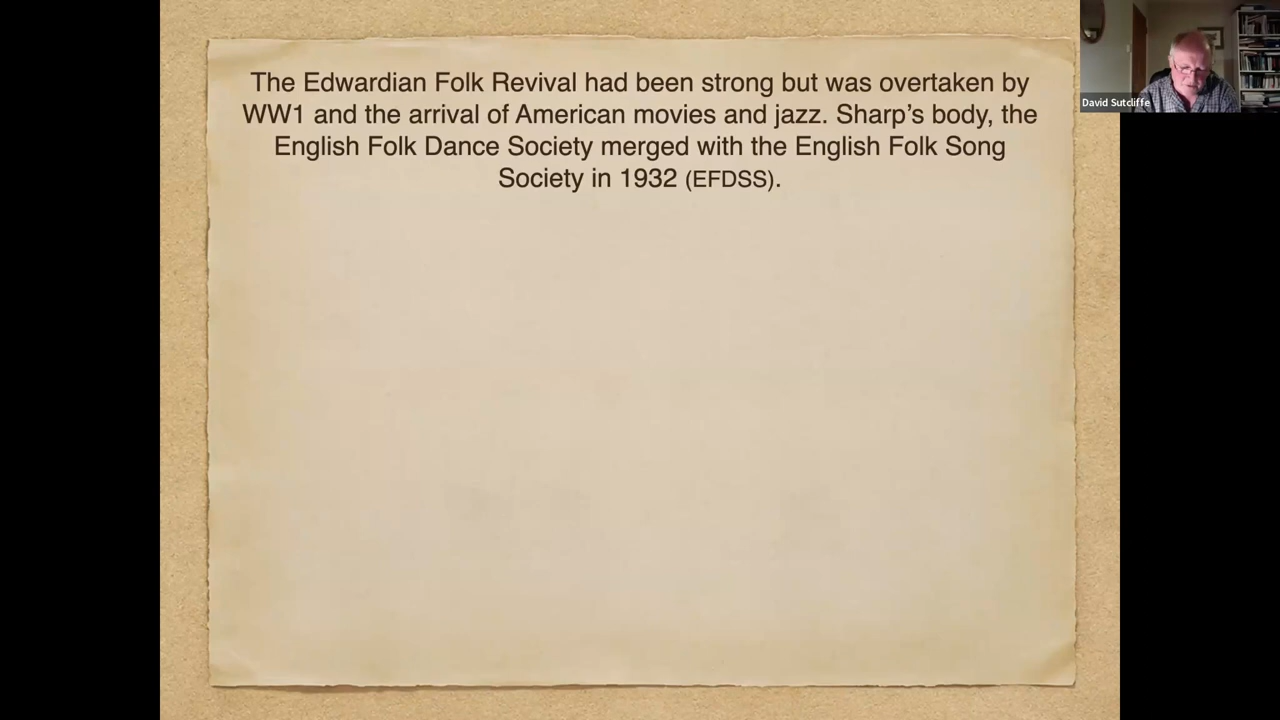 The Edwardian Folk Revival had been strong but was overtaken by
WW1 and the arrival of American movies and jazz. Sharp’s body, the
English Folk Dance Society merged with the English Folk Song
Society in 1932 (EFDSS).
David Sutcliffe